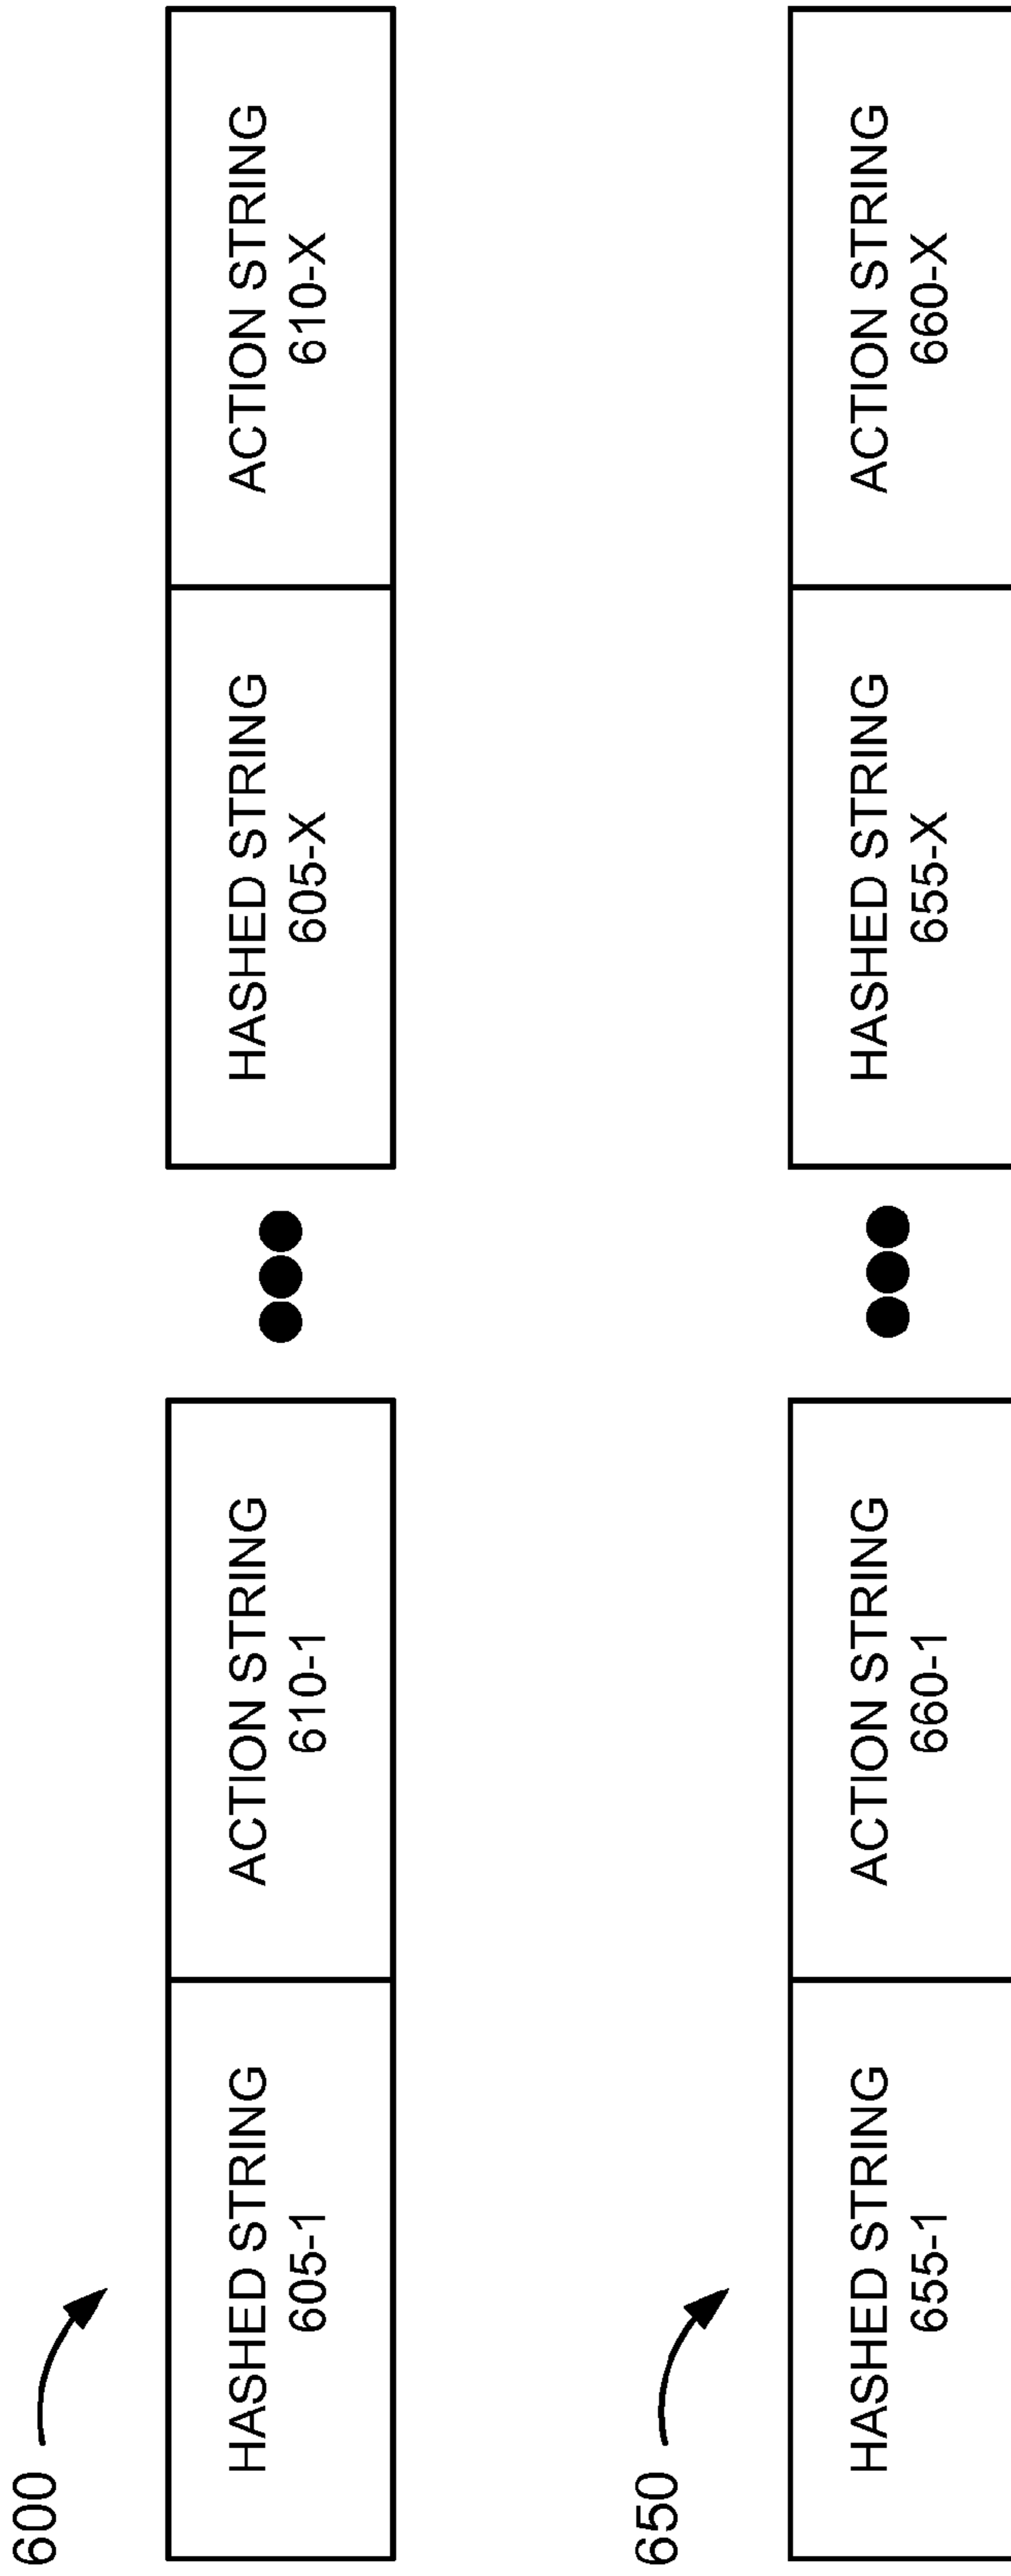 600
HASHED STRING
605-1
ACTION STRING
610-1
HASHED STRING
605-X
ACTION STRING
610-X
650
HASHED STRING
655-1
ACTION STRING
660-1
HASHED STRING
655-X
ACTION STRING
660-X